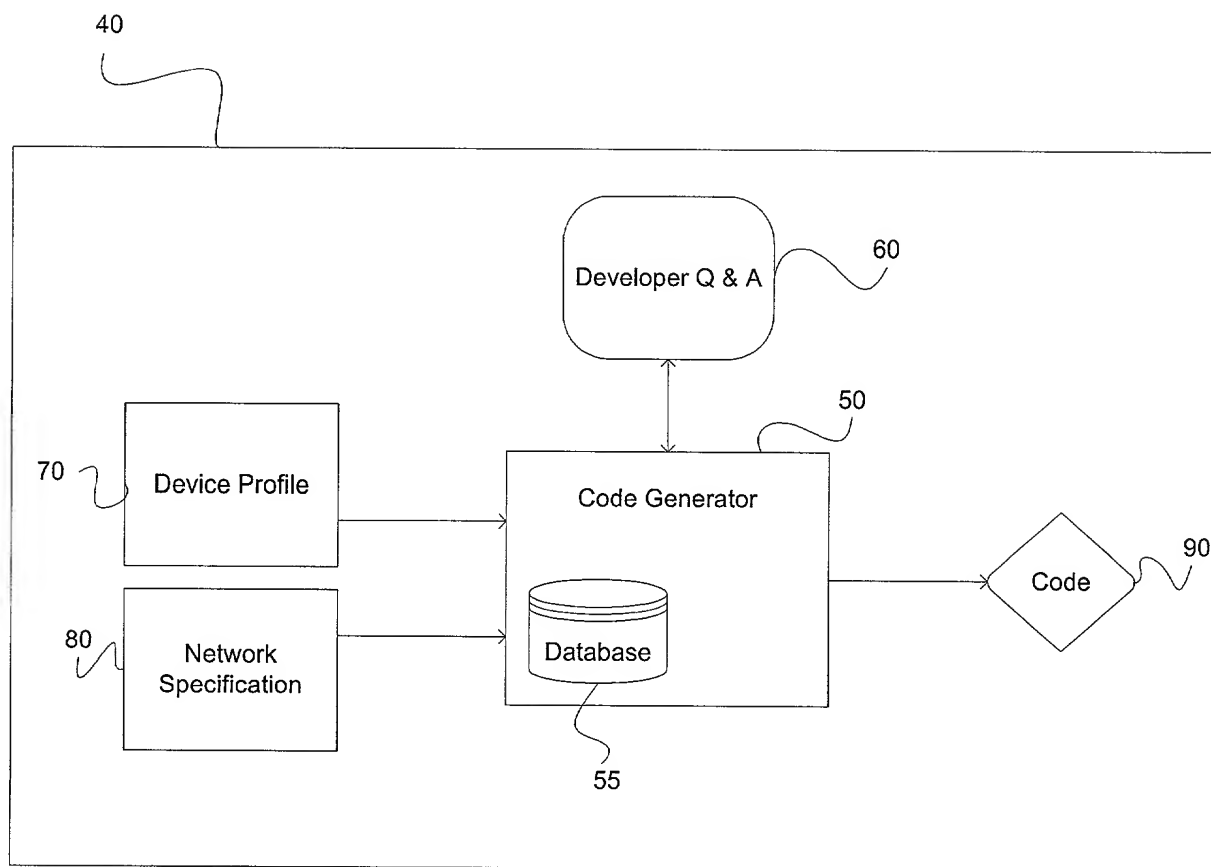 40
Developer Q & A
60
50
70
Device Profile
Code Generator
90
Code
80
Network
Specification
Database
55